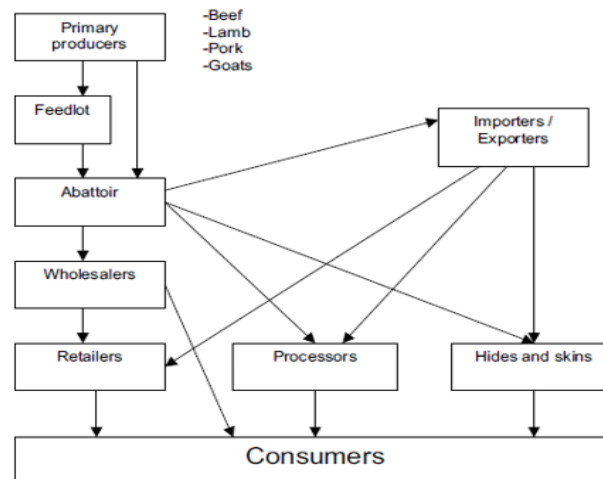 Primary
producers
-Beef
-Lamb
-Pork
-Goats
Feedlot
Importers /
Exporters
Abattoir
Wholesalers
Retailers
Processors
Hides and skins
Consumers